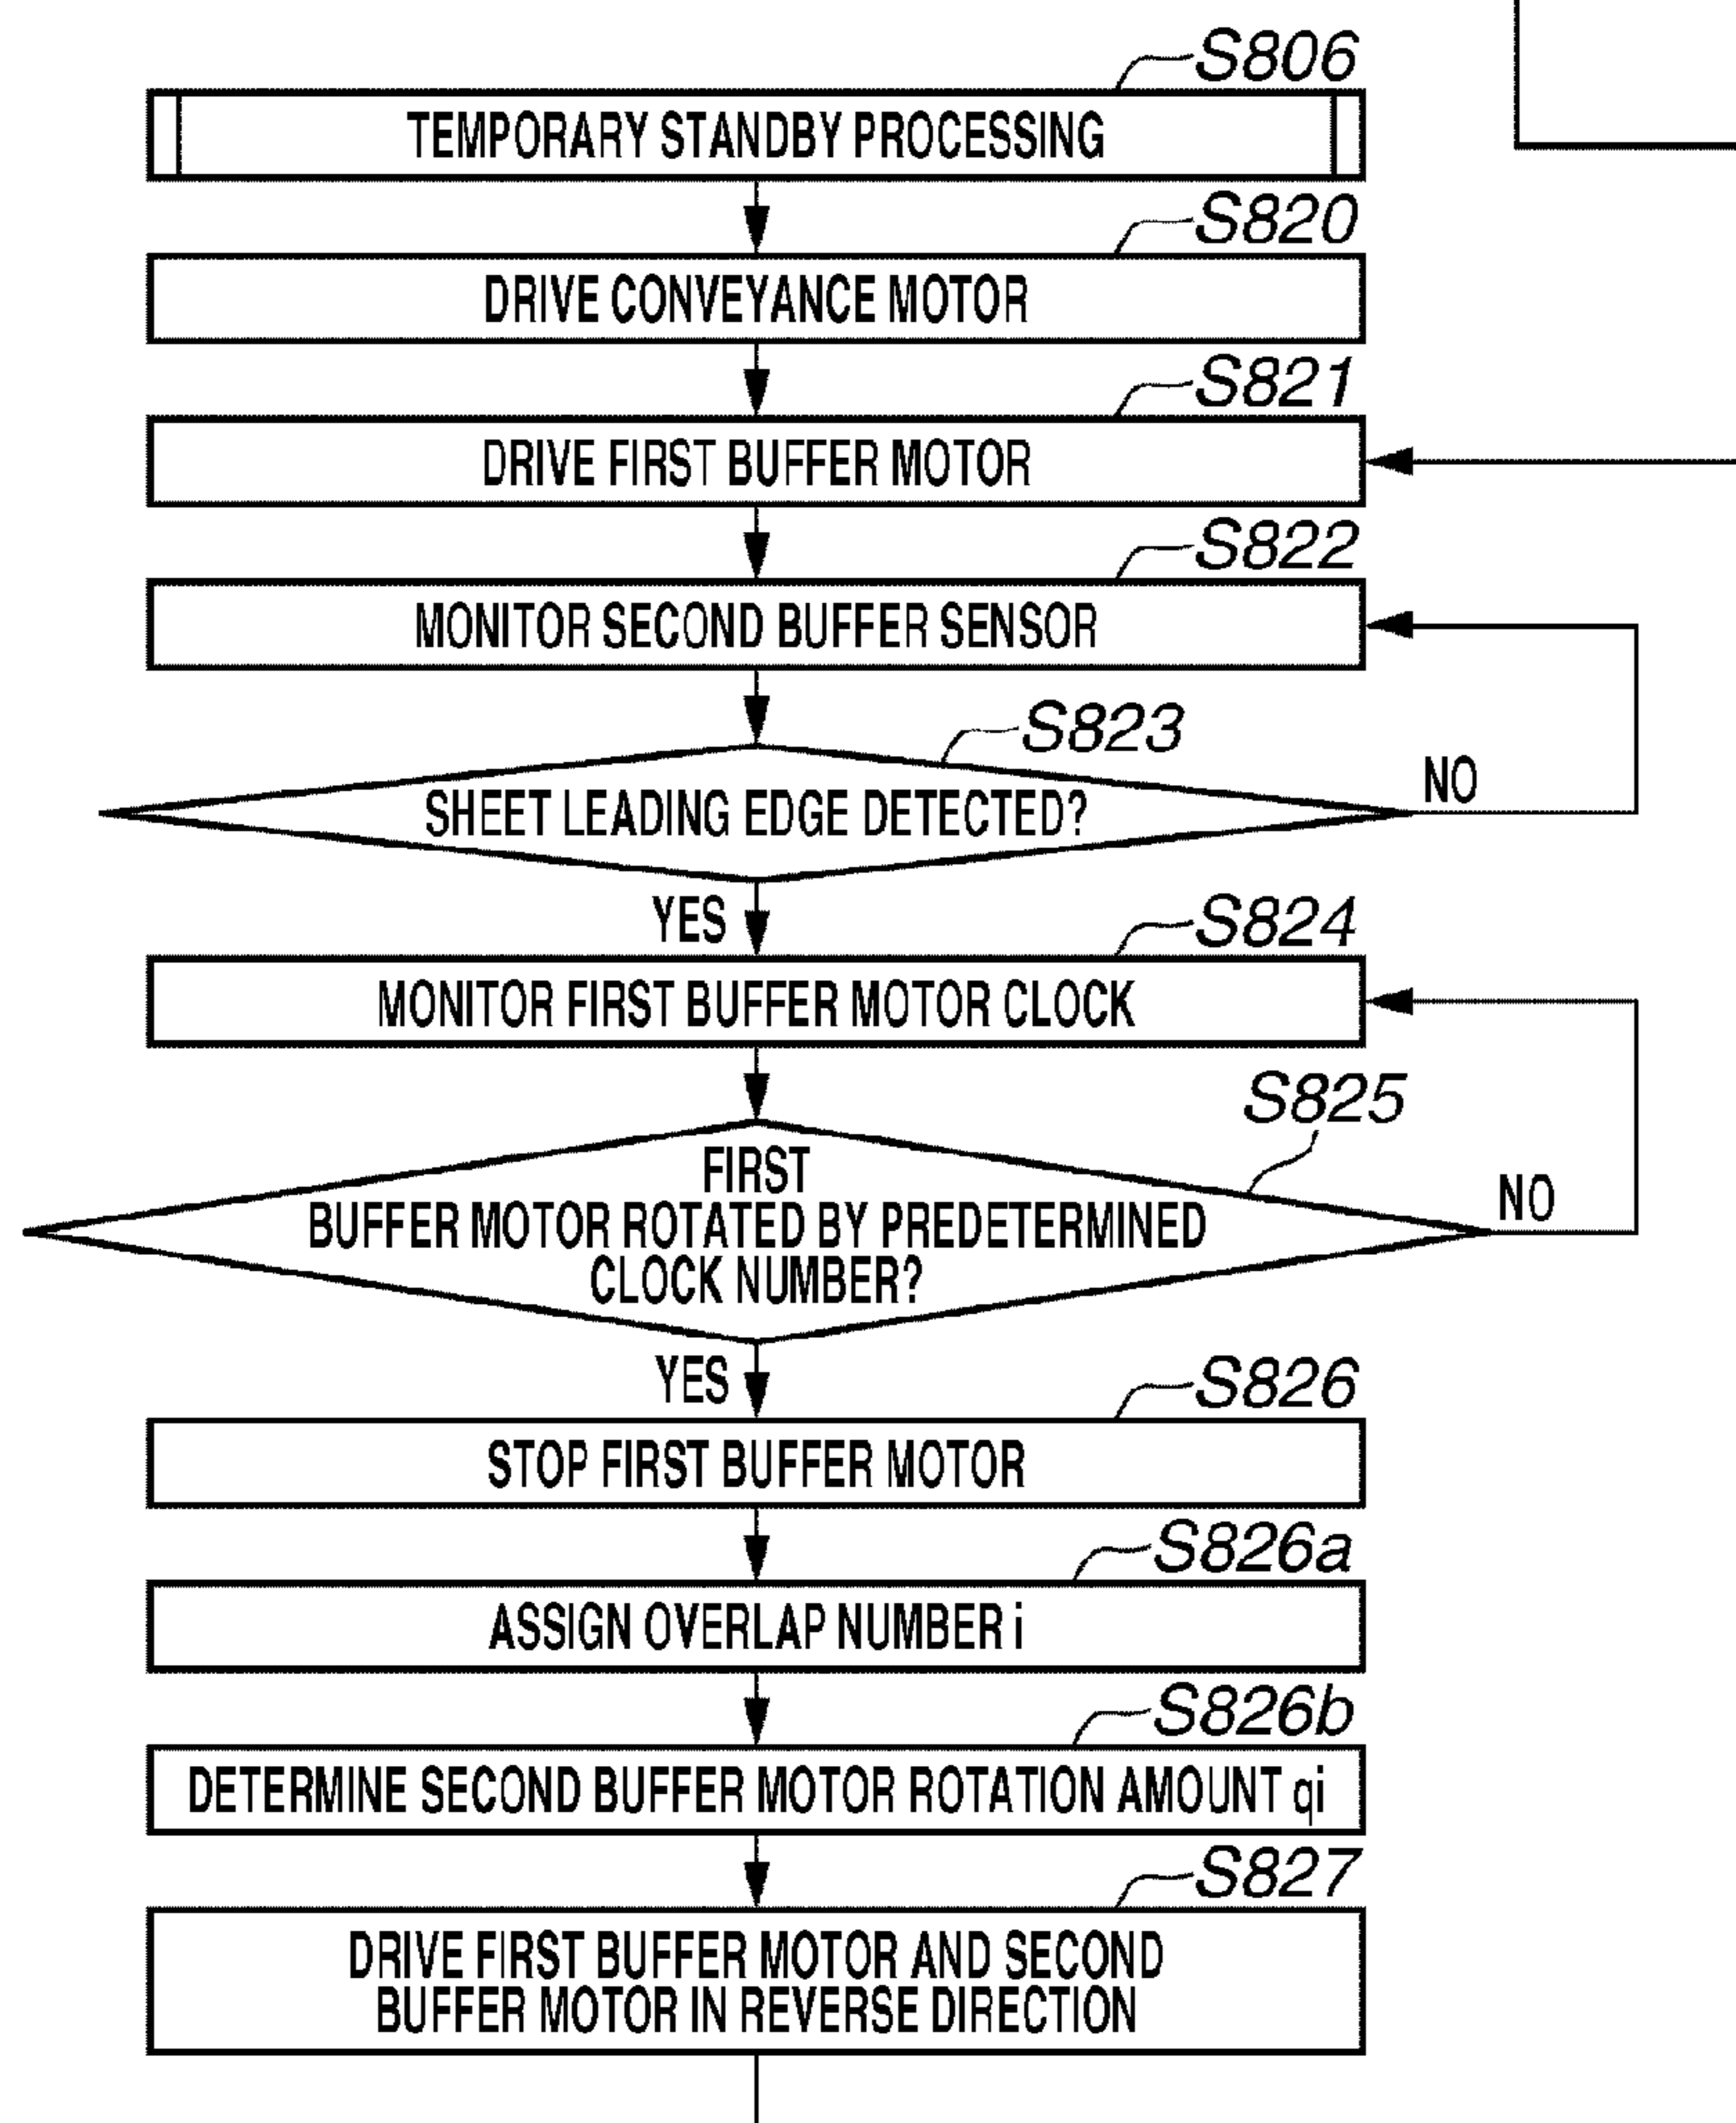 S806
TEMPORARY STANDBY PROCESSING
S820
DRIVE CONVEYANCE MOTOR
S821
DRIVE FIRST BUFFER MOTOR
S822
MONITOR SECOND BUFFER SENSOR
S823
SHEET LEADING EDGE DETECTED?
NO
YES
S824
MONITOR FIRST BUFFER MOTOR CLOCK
S825
FIRST
BUFFER MOTOR ROTATED BY PREDETERMINED
CLOCK NUMBER?
NO
YES
S826
STOP FIRST BUFFER MOTOR
S826a
ASSIGN OVERLAP NUMBER i
S826b
DETERMINE SECOND BUFFER MOTOR ROTATION AMOUNT qi
S827
DRIVE FIRST BUFFER MOTOR AND SECOND
BUFFER MOTOR IN REVERSE DIRECTION